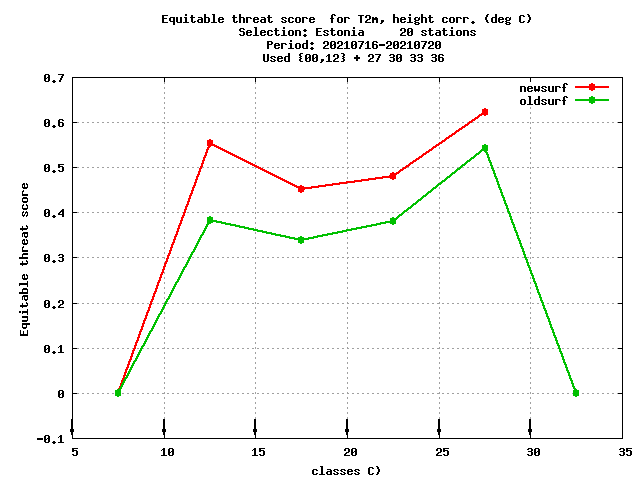 Equitable threat score  for T2m, height corr. (deg C)
Selection: Estonia     20 stations
Period: 20210716-20210720
Used {00,12} + 27 30 33 36
newsurf
oldsurf
0.7
0.6
0.5
0.4
0.3
0.2
0.1
0
-0.1
Equitable threat score
5 10 15 20 25 30 35
classes C)